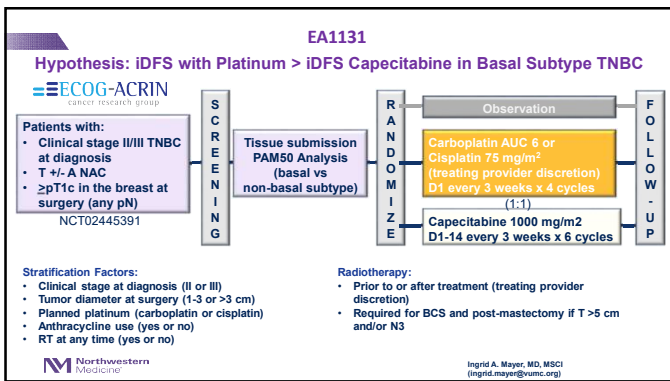 EA1131
Hypothesis: iDFS with Platinum > iDFS Capecitabine in Basal Subtype TNBC
ECOG-ACRIN
cancer research group
Patients with:
• Clinical stage II/III TNBC
at diagnosis
• T +/- A NAC
• >pT1c in the breast at
surgery (any pN)
NCT02445391
SCREENING
Tissue submission
PAM50 Analysis
(basal vs
non-basal subtype)
RANDOMIZE
Observation
Carboplatin AUC 6 or
Cisplatin 75 mg/m²
(treating provider discretion)
D1 every 3 weeks x 4 cycles
(1:1)
Capecitabine 1000 mg/m2
D1-14 every 3 weeks x 6 cycles
FOLLOW-UP
Stratification Factors:
• Clinical stage at diagnosis (II or III)
• Tumor diameter at surgery (1-3 or >3 cm)
• Planned platinum (carboplatin or cisplatin)
• Anthracycline use (yes or no)
• RT at any time (yes or no)
Radiotherapy:
• Prior to or after treatment (treating provider
discretion)
• Required for BCS and post-mastectomy if T >5 cm
and/or N3
Northwestern
Medicine®
Ingrid A. Mayer, MD, MSCI
(ingrid.mayer@vumc.org)